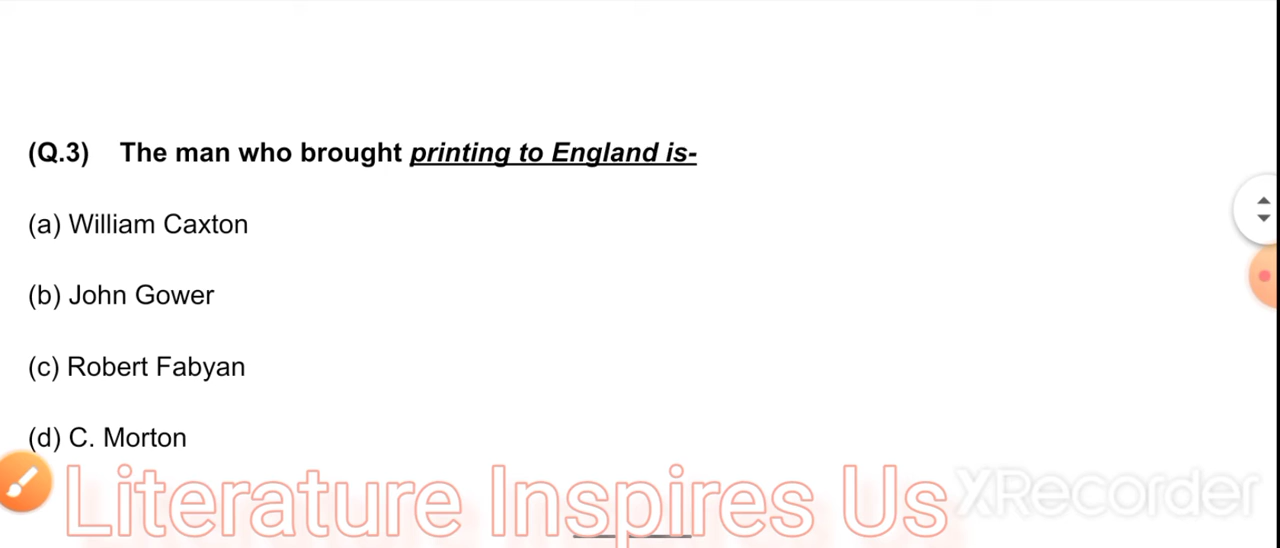 (Q.3) The man who brought printing to England is-
(a) William Caxton
(b) John Gower
(c) Robert Fabyan
(d) C. Morton
Literature Inspires Us
XRecorder